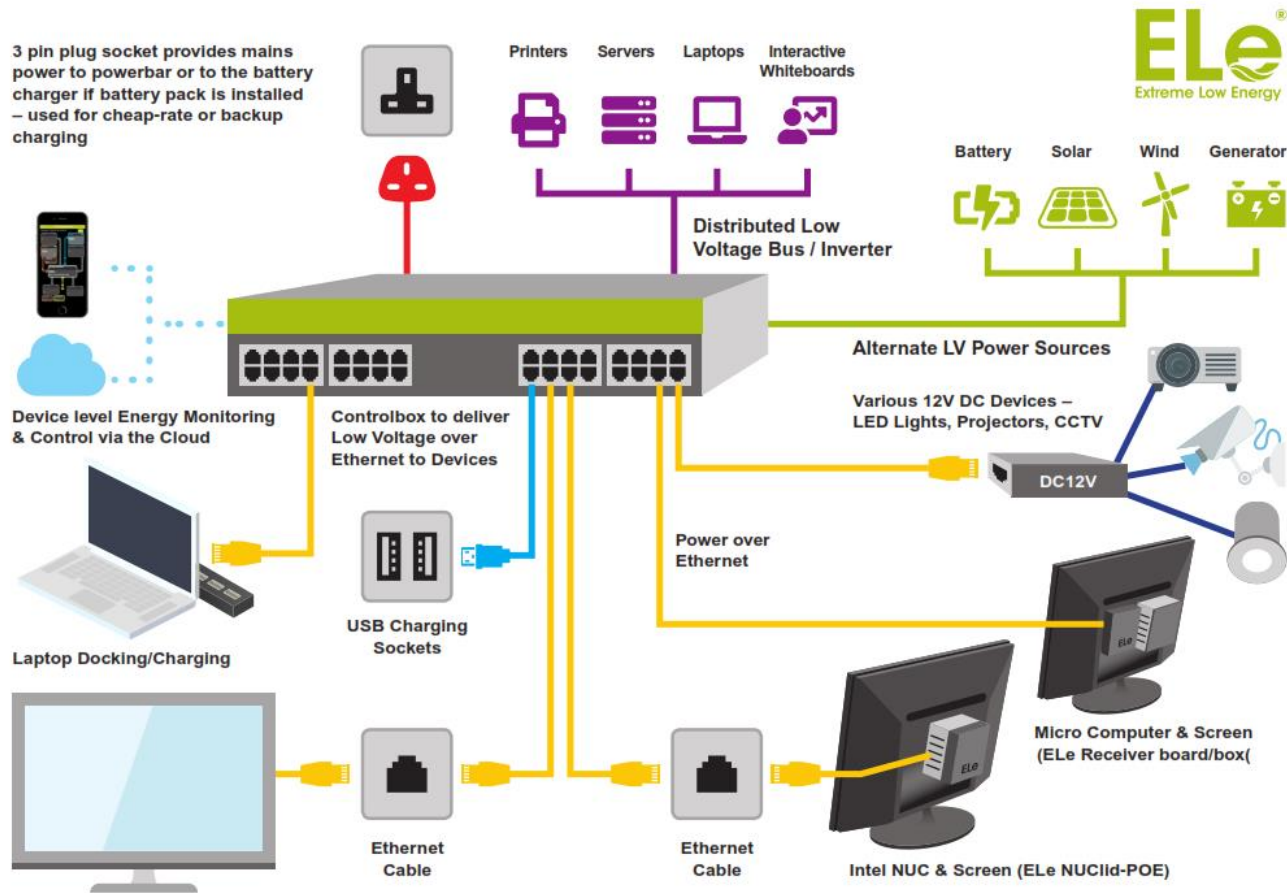 3 pin plug socket provides mains
power to powerbar or to the battery
charger if battery pack is installed
– used for cheap-rate or backup
charging
Printers
Servers
Laptops
Interactive
Whiteboards
ELe®
Extreme Low Energy
Battery
Solar
Wind
Generator
Distributed Low
Voltage Bus / Inverter
Alternate LV Power Sources
Device level Energy Monitoring
& Control via the Cloud
Controlbox to deliver
Low Voltage over
Ethernet to Devices
Various 12V DC Devices –
LED Lights, Projectors, CCTV
DC12V
Power over
Ethernet
USB Charging
Sockets
Laptop Docking/Charging
ELe
Micro Computer & Screen
(ELe Receiver board/box(
ELe
Ethernet
Cable
Ethernet
Cable
Intel NUC & Screen (ELe NUClid-POE)